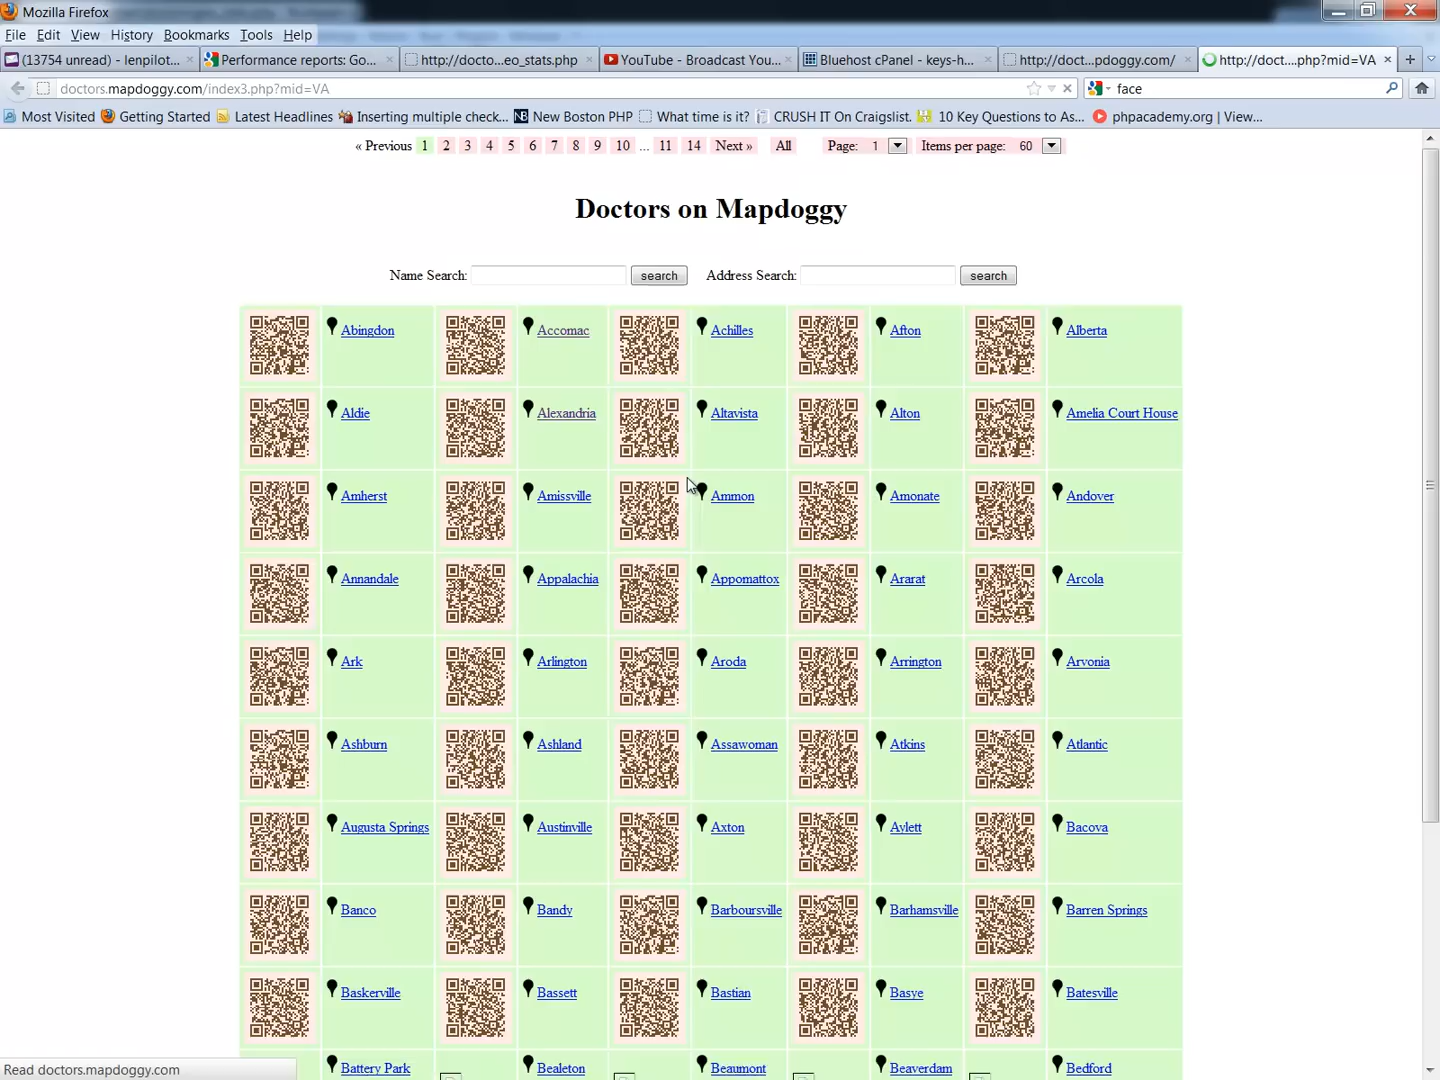 Mozilla Firefox
File Edit View History Bookmarks Tools Help
(13754 unread) - lenpilot... Performance reports: Go... http://docto...eo_stats.php YouTube - Broadcast You... Bluehost cPanel - keys-h... http://doct...pdoggy.com/ http://doct....php?mid=VA
doctors.mapdoggy.com/index3.php?mid=VA face
Most Visited Getting Started Latest Headlines Inserting multiple check... New Boston PHP What time is it? CRUSH IT On Craigslist. 10 Key Questions to As... phpacademy.org | View...
« Previous 1 2 3 4 5 6 7 8 9 10 ... 11 14 Next » All Page: 1 Items per page: 60
Doctors on Mapdoggy
Name Search: search Address Search: search
Abingdon Accomac Achilles Afton Alberta
Aldie Alexandria Altavista Alton Amelia Court House
Amherst Amissville Ammon Amonate Andover
Annandale Appalachia Appomattox Ararat Arcola
Ark Arlington Aroda Arrington Arvonia
Ashburn Ashland Assawoman Atkins Atlantic
Augusta Springs Austinville Axton Aylett Bacova
Banco Bandy Barboursville Barhamsville Barren Springs
Baskerville Bassett Bastian Basye Batesville
Battery Park Bealeton Beaumont Beaverdam Bedford
Read doctors.mapdoggy.com